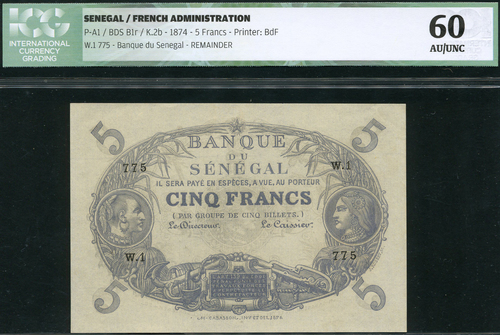 ICG
INTERNATIONAL
CURRENCY
GRADING
SENEGAL / FRENCH ADMINISTRATION
P-A1 / BDS B1r / K.2b - 1874 - 5 Francs - Printer: BdF
W.1 775 - Banque du Senegal - REMAINDER
60
AU/UNC
5 5
BANQUE
DU
SÉNÉGAL
775 W.1
IL SERA PAYÉ EN ESPÈCES, A VUE, AU PORTEUR
CINQ FRANCS
(PAR GROUPE DE CINQ BILLETS.)
Le Directeur, Le Caissier,
W.1 775
5 5